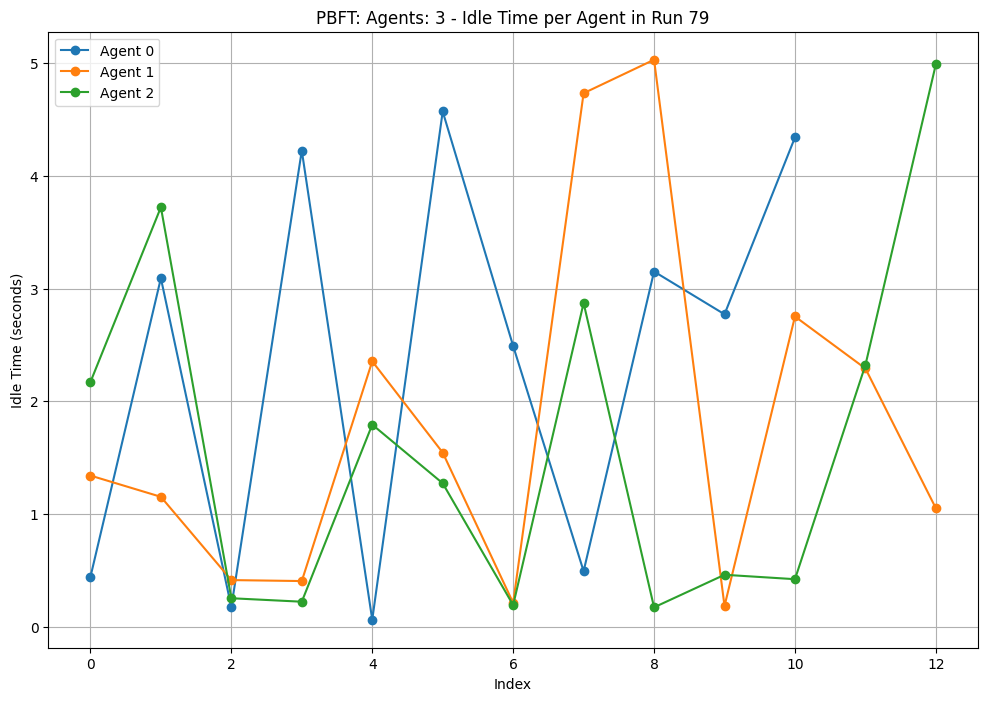 PBFT: Agents: 3 - Idle Time per Agent in Run 79
Agent 0
Agent 1
Agent 2
Idle Time (seconds)
5
4
3
2
1
0
0 2 4 6 8 10 12
Index